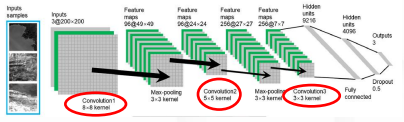 Inputs
samples
Inputs
3@200×200
Feature
maps
96@49×49
Feature
maps
96@24×24
Feature
maps
256@27×27
Feature
maps
256@7×7
Hidden
units
9216
Hidden
units
4096
Outputs
3
Convolution1
8×8 kernel
Max-pooling
3×3 kernel
Convolution2
5×5 kernel
Max-pooling
3×3 kernel
Convolution3
3×3 kernel
Fully
connected
Dropout
0.5